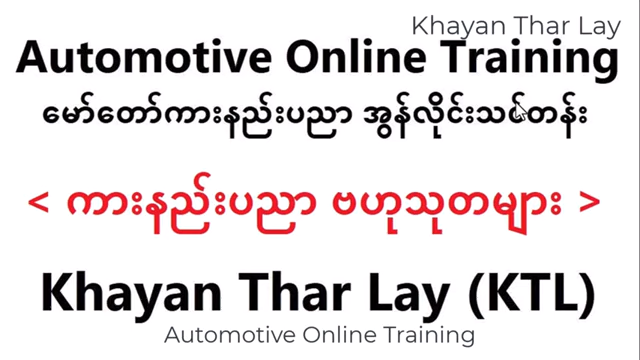 Khayan Thar Lay
Automotive Online Training
မော်တော်ကားနည်းပညာ အွန်လိုင်းသင်တန်း
< ကားနည်းပညာ ဗဟုသုတများ >
Khayan Thar Lay (KTL)
Automotive Online Training